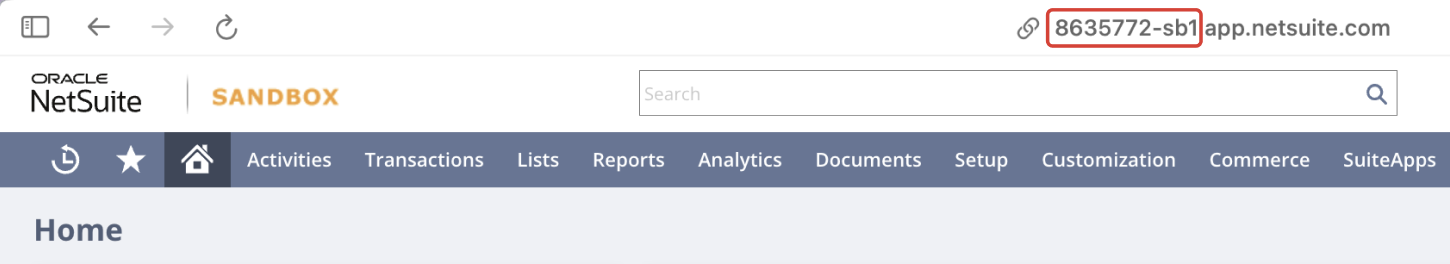 8635772-sb1.app.netsuite.com
ORACLE
NetSuite
SANDBOX
Search
Activities Transactions Lists Reports Analytics Documents Setup Customization Commerce SuiteApps
Home